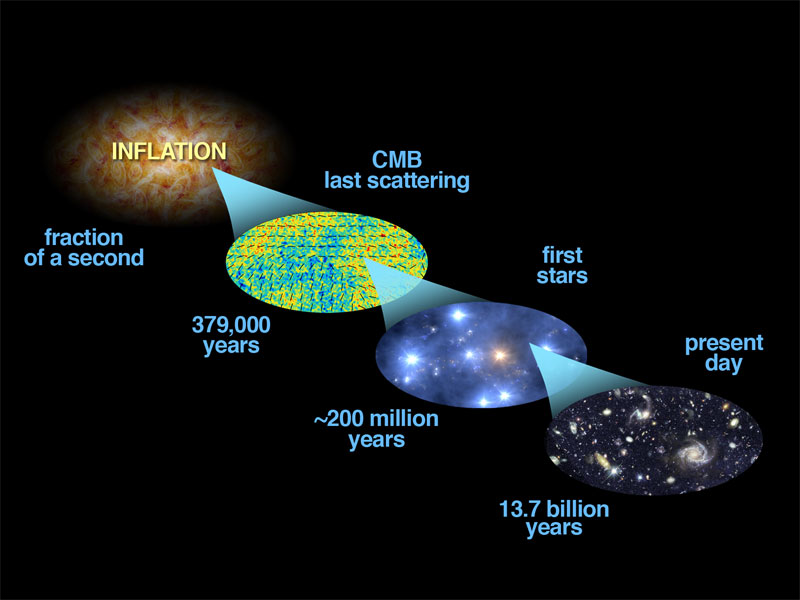 INFLATION
fraction
of a second
CMB
last scattering
379,000
years
first
stars
~200 million
years
present
day
13.7 billion
years